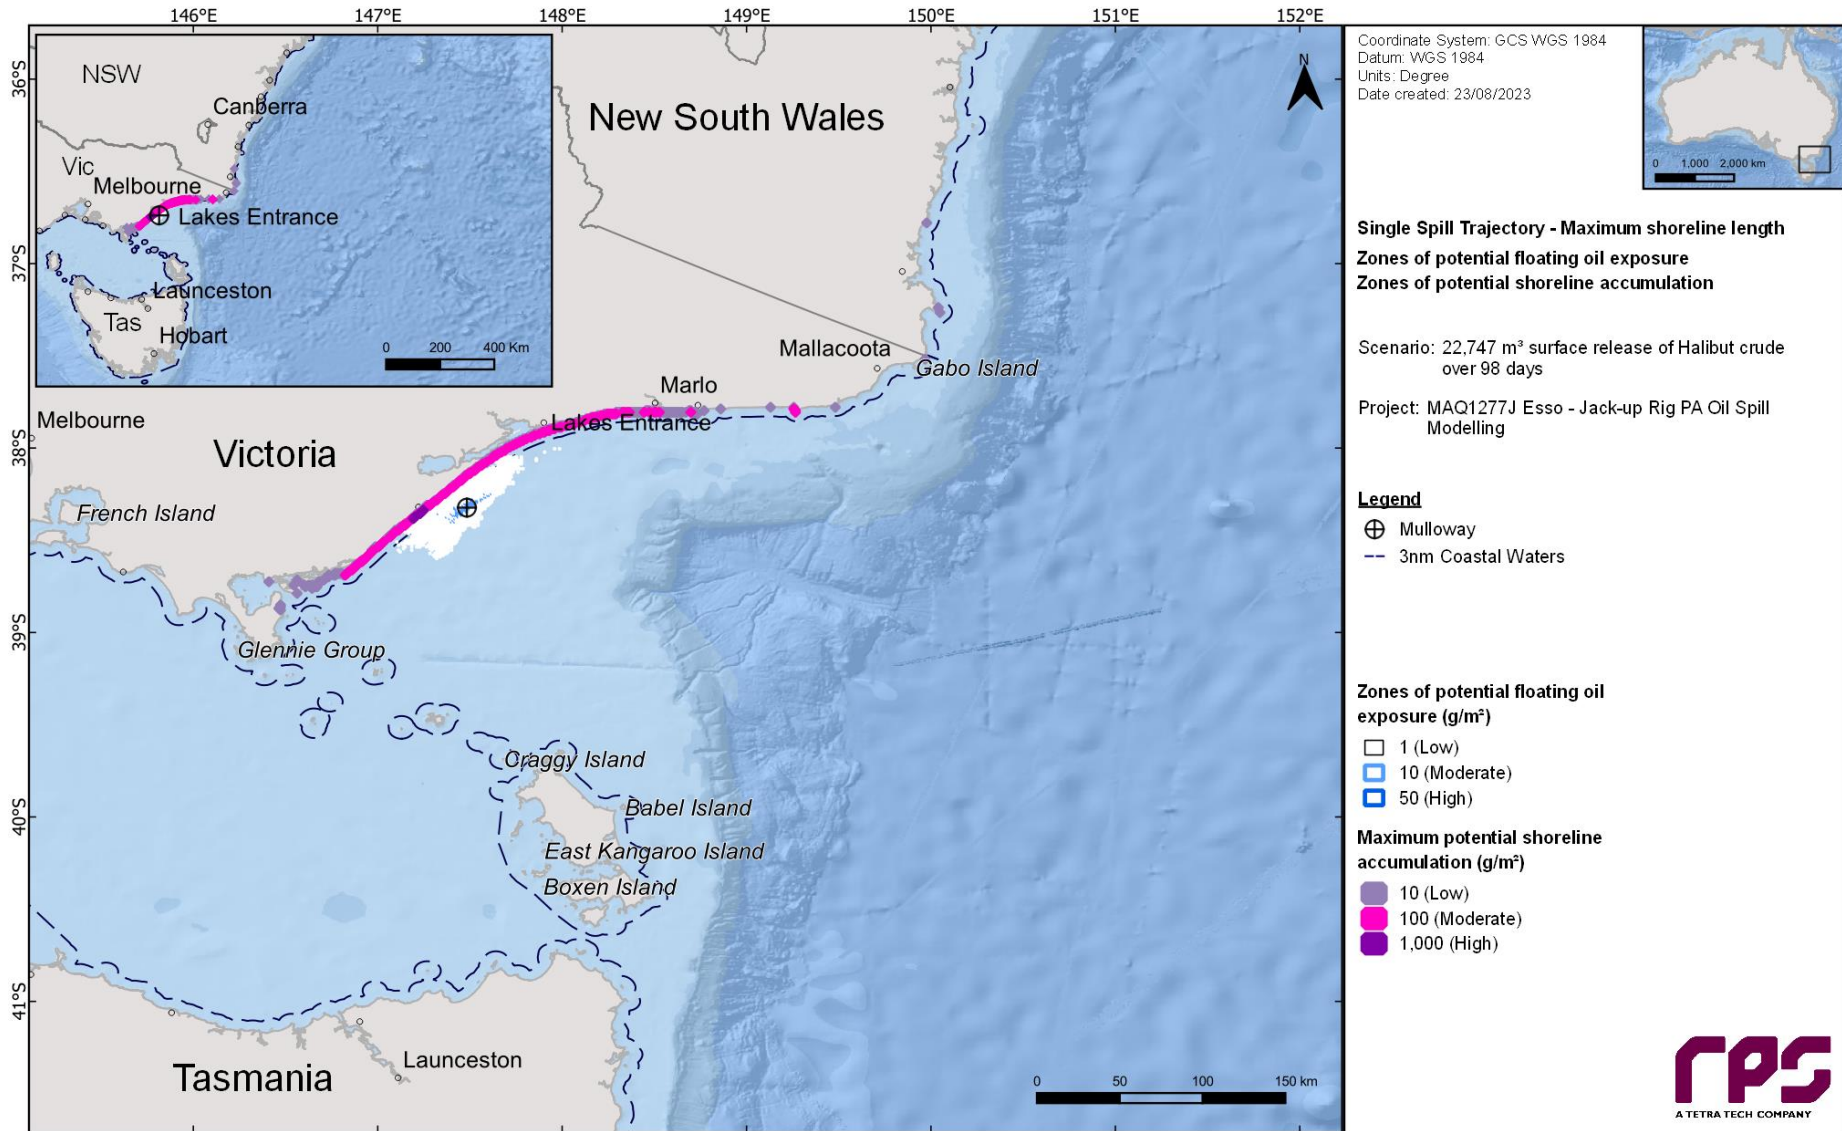 146°E 147°E 148°E 149°E 150°E 151°E 152°E
36°S
37°S
38°S
39°S
40°S
41°S
NSW
Canberra
Vic
Melbourne
Lakes Entrance
Launceston
Tas
Hobart
0 200 400 Km
New South Wales
N
Mallacoota
Gabo Island
Marlo
Lakes Entrance
Melbourne
Victoria
French Island
Glennie Group
Craggy Island
Babel Island
East Kangaroo Island
Boxen Island
Launceston
Tasmania
0 50 100 150 km
Coordinate System: GCS WGS 1984
Datum: WGS 1984
Units: Degree
Date created: 23/08/2023
0 1,000 2,000 km
Single Spill Trajectory - Maximum shoreline length
Zones of potential floating oil exposure
Zones of potential shoreline accumulation
Scenario: 22,747 m³ surface release of Halibut crude
over 98 days
Project: MAQ1277J Esso - Jack-up Rig PA Oil Spill
Modelling
Legend
Mulloway
3nm Coastal Waters
Zones of potential floating oil
exposure (g/m²)
1 (Low)
10 (Moderate)
50 (High)
Maximum potential shoreline
accumulation (g/m²)
10 (Low)
100 (Moderate)
1,000 (High)
rps
A TETRA TECH COMPANY